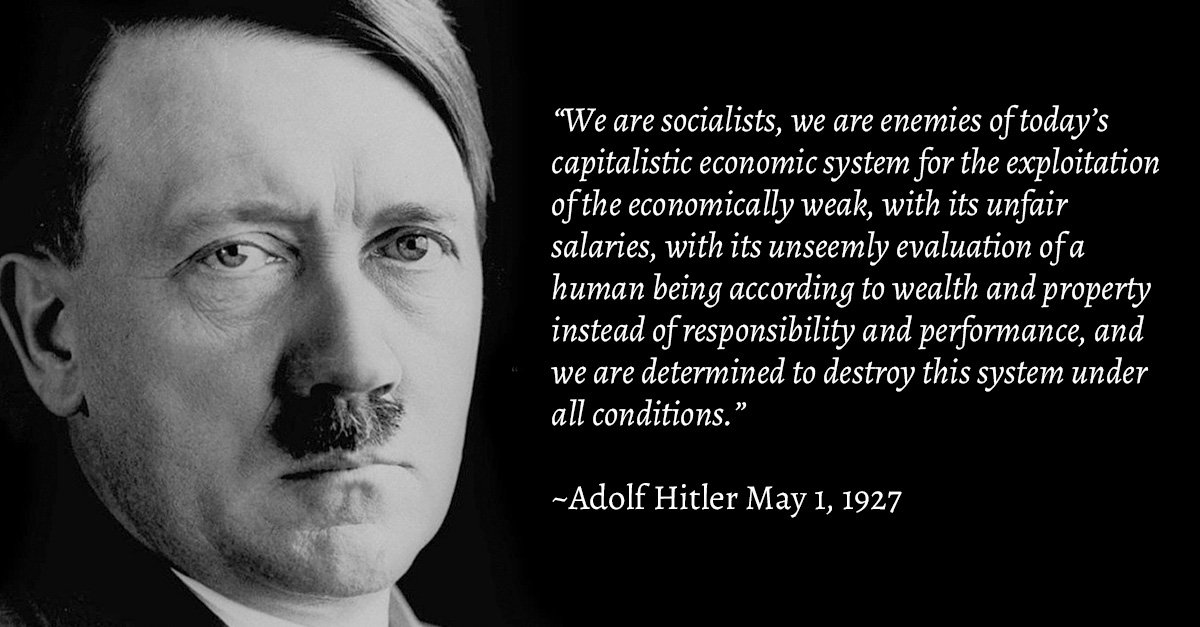 “We are socialists, we are enemies of today’s
capitalistic economic system for the exploitation
of the economically weak, with its unfair
salaries, with its unseemly evaluation of a
human being according to wealth and property
instead of responsibility and performance, and
we are determined to destroy this system under
all conditions.”
~Adolf Hitler May 1, 1927